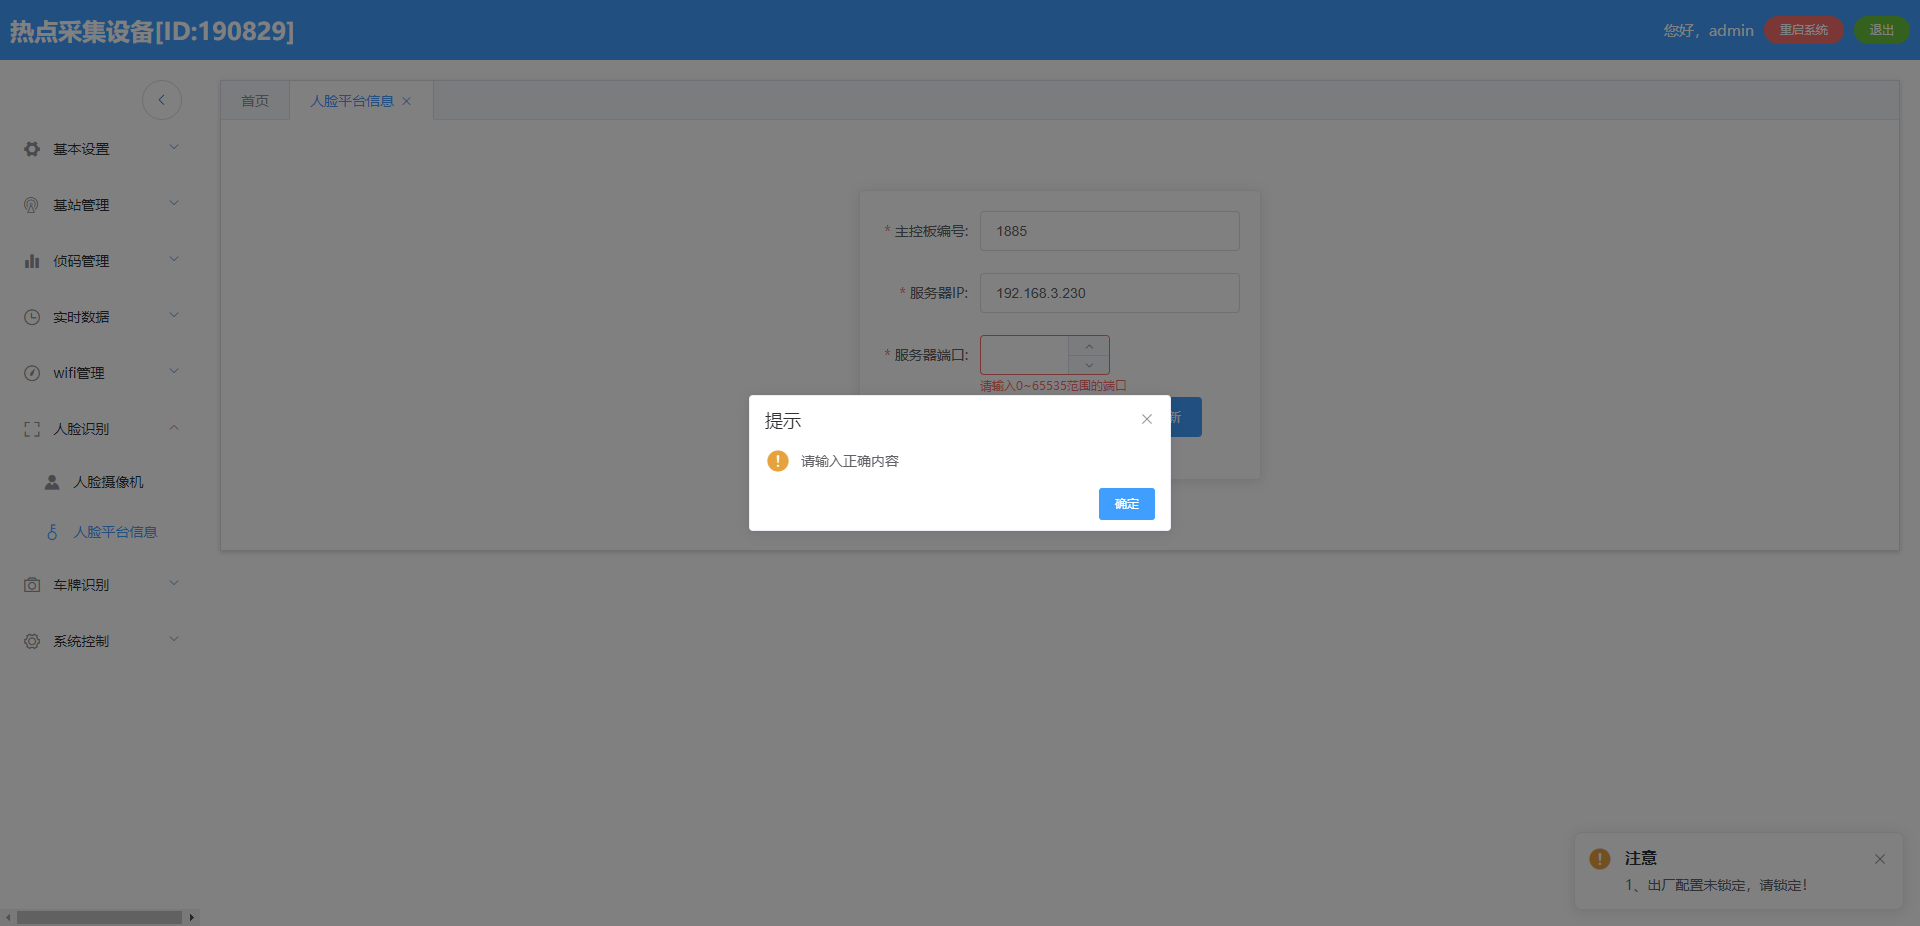 热点采集设备[ID:190829]
您好，admin
重启系统
退出
首页
人脸平台信息
基本设置
基站管理
侦码管理
实时数据
wifi管理
人脸识别
人脸摄像机
人脸平台信息
车牌识别
系统控制
* 主控板编号:
1885
* 服务器IP:
192.168.3.230
* 服务器端口:
请输入0~65535范围的端口
新
提示
请输入正确内容
确定
注意
1、出厂配置未锁定，请锁定!